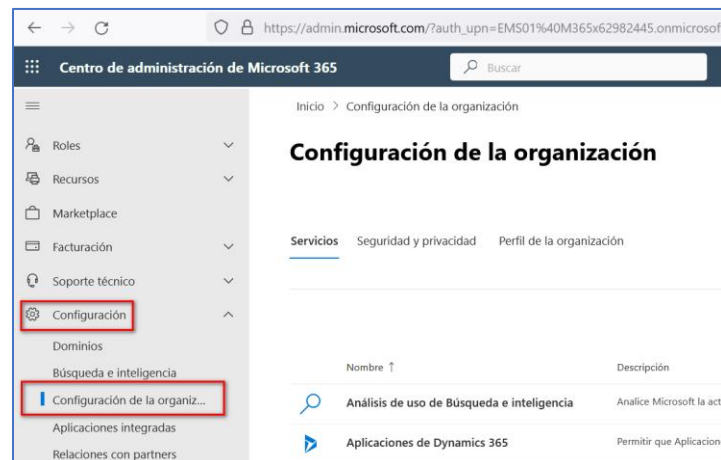 https://admin.microsoft.com/?auth_upn=EMS01%40M365x62982445.onmicrosof
Centro de administración de Microsoft 365
Buscar
Inicio > Configuración de la organización
Roles
Configuración de la organización
Recursos
Marketplace
Facturación
Servicios Seguridad y privacidad Perfil de la organización
Soporte técnico
Configuración
Dominios
Nombre ↑ Descripción
Búsqueda e inteligencia
Configuración de la organiz...
Análisis de uso de Búsqueda e inteligencia Analice Microsoft la act
Aplicaciones integradas
Aplicaciones de Dynamics 365 Permitir que Aplicacion
Relaciones con partners